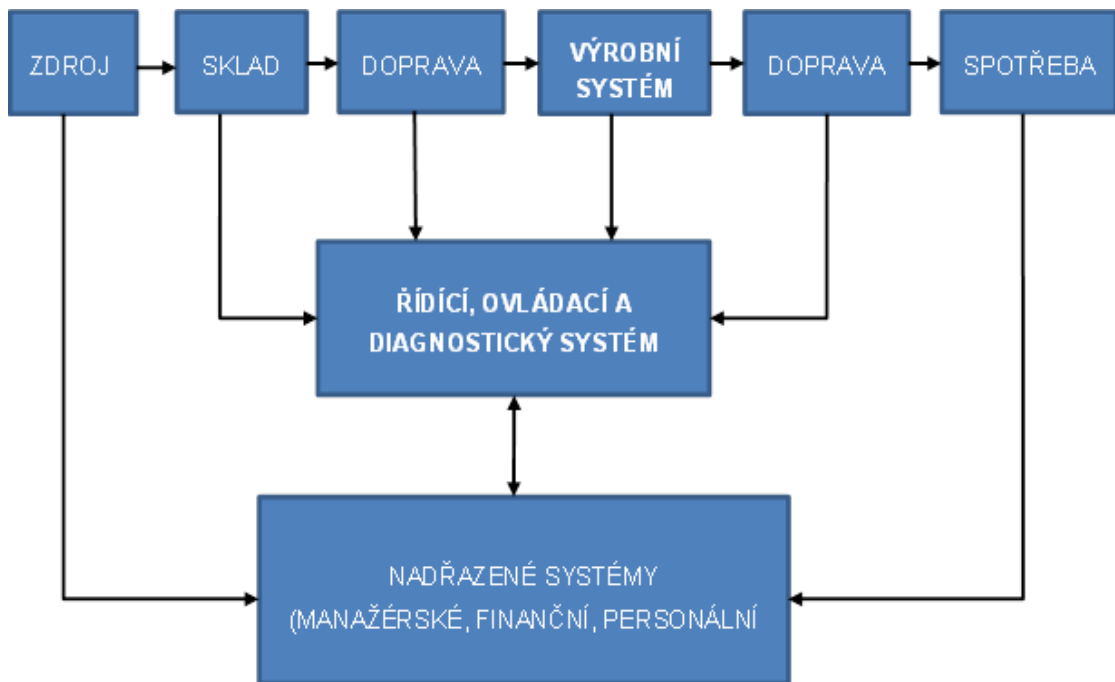 ZDROJ
SKLAD
DOPRAVA
VÝROBNÍ
SYSTÉM
DOPRAVA
SPOTŘEBA
ŘÍDÍCÍ, OVLÁDACÍ A
DIAGNOSTICKÝ SYSTÉM
NADŘAZENÉ SYSTÉMY
(MANAŽÉRSKÉ, FINANČNÍ, PERSONÁLNÍ